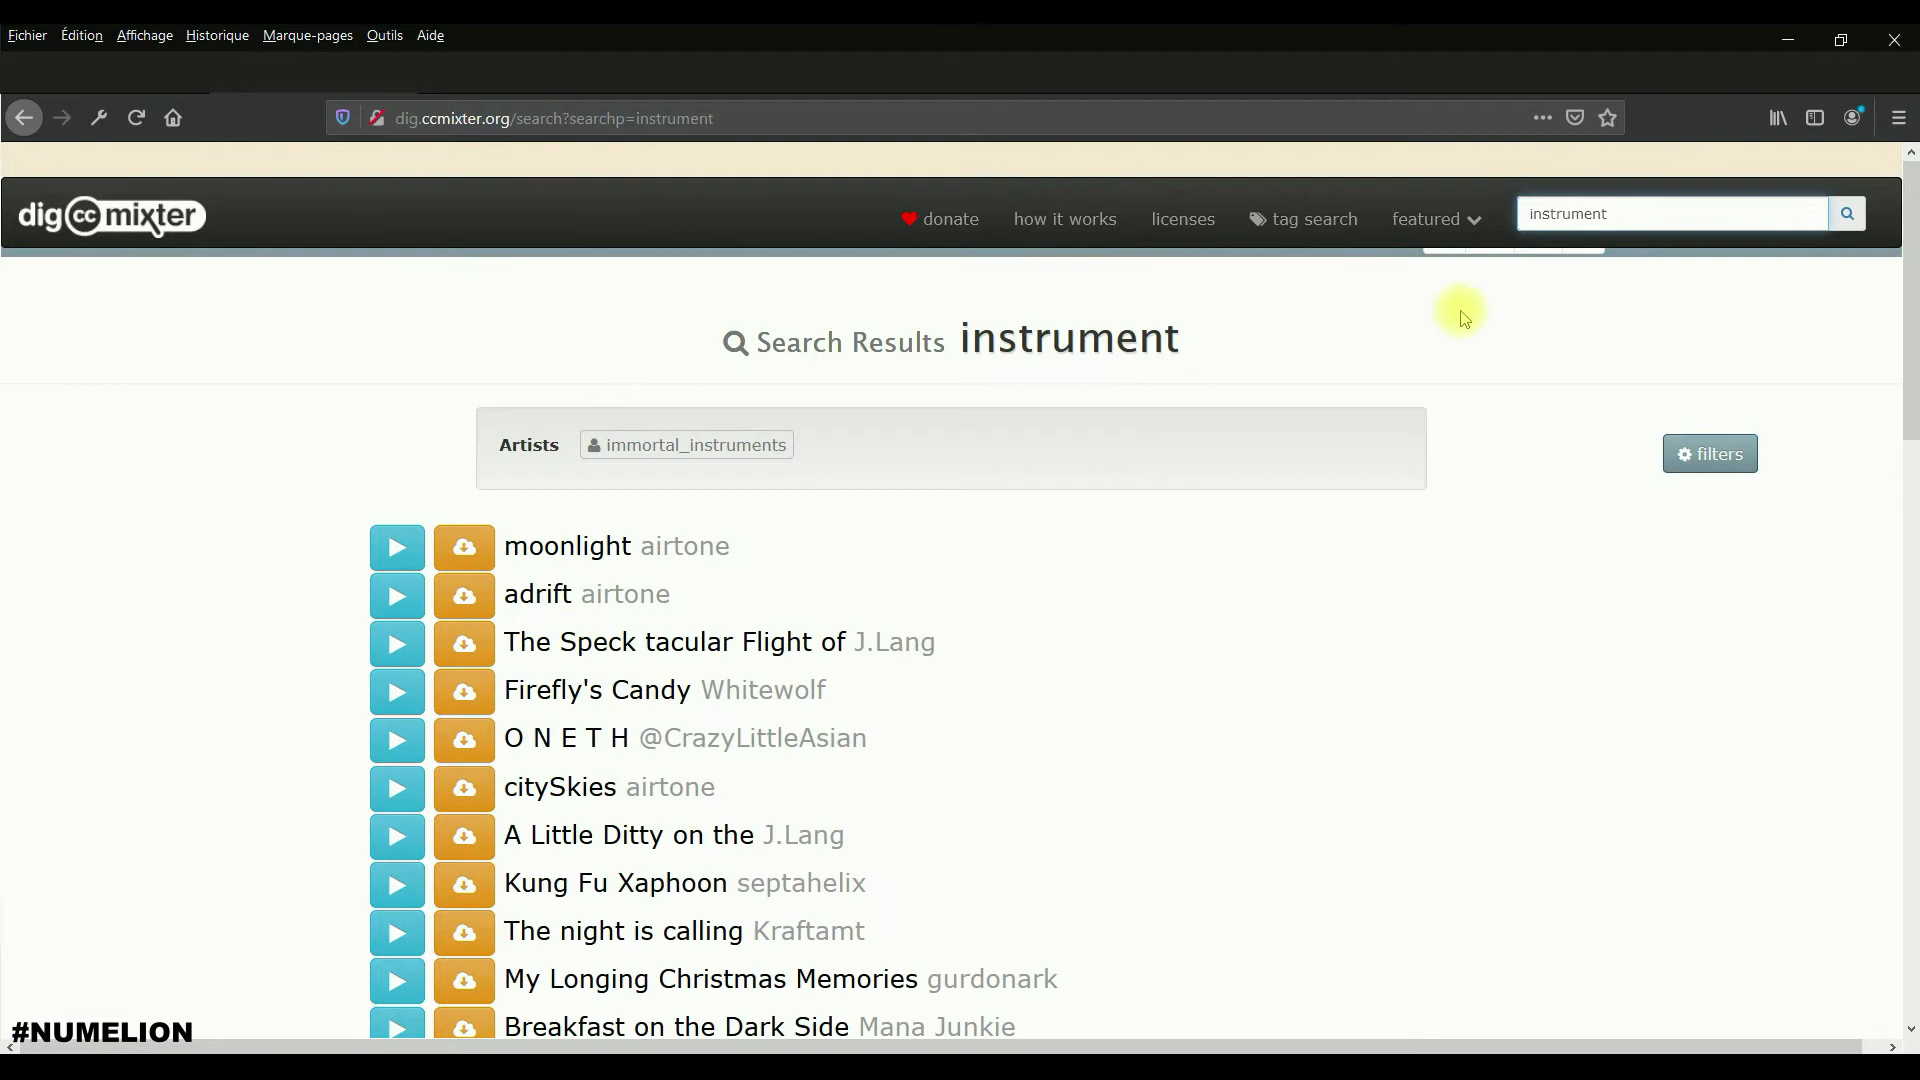 Fichier Édition Affichage Historique Marque-pages Outils Aide
dig.ccmixter.org/search?searchp=instrument
dig cc mixter donate how it works licenses tag search featured instrument
Search Results instrument
Artists immortal_instruments
filters
moonlight airtone
adrift airtone
The Speck tacular Flight of J.Lang
Firefly's Candy Whitewolf
O N E T H @CrazyLittleAsian
citySkies airtone
A Little Ditty on the J.Lang
Kung Fu Xaphoon septahelix
The night is calling Kraftamt
My Longing Christmas Memories gurdonark
Breakfast on the Dark Side Mana Junkie
#NUMELION